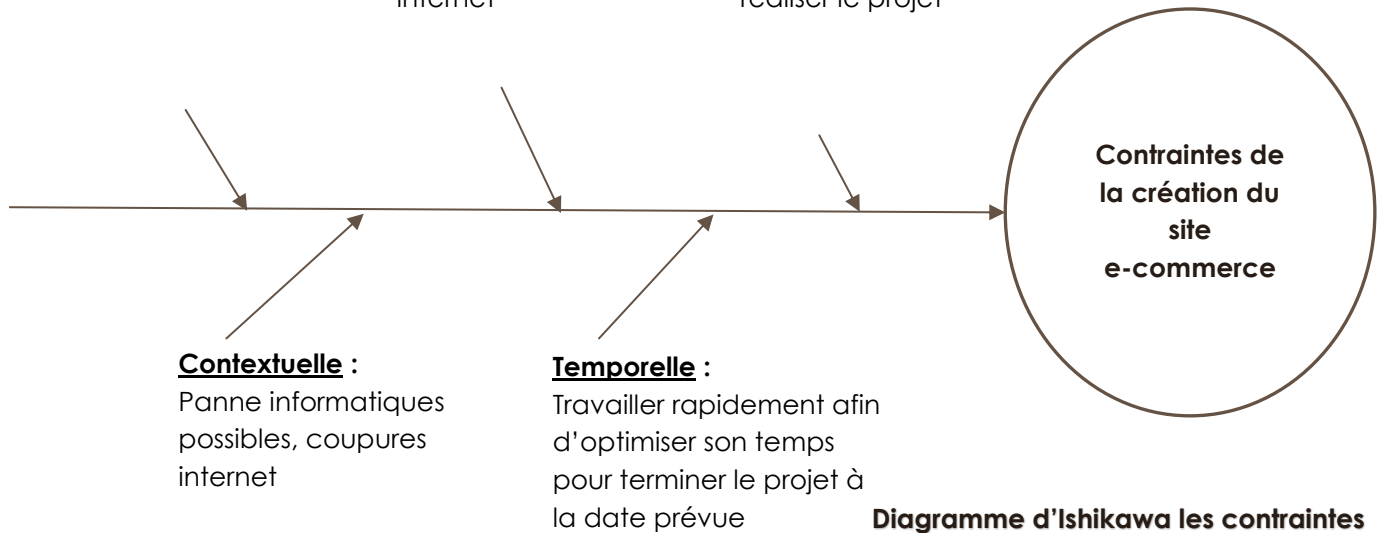 internet
réaliser le projet
Contraintes de
la création du
site
e-commerce
Contextuelle :
Panne informatiques
possibles, coupures
internet
Temporelle :
Travailler rapidement afin
d’optimiser son temps
pour terminer le projet à
la date prévue
Diagramme d’Ishikawa les contraintes